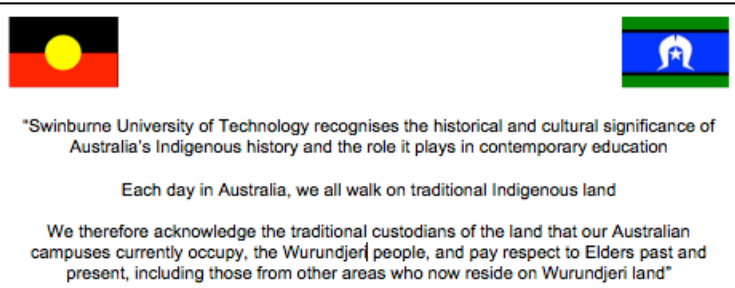 "Swinburne University of Technology recognises the historical and cultural significance of
Australia's Indigenous history and the role it plays in contemporary education
Each day in Australia, we all walk on traditional Indigenous land
We therefore acknowledge the traditional custodians of the land that our Australian
campuses currently occupy, the Wurundjeri people, and pay respect to Elders past and
present, including those from other areas who now reside on Wurundjeri land"